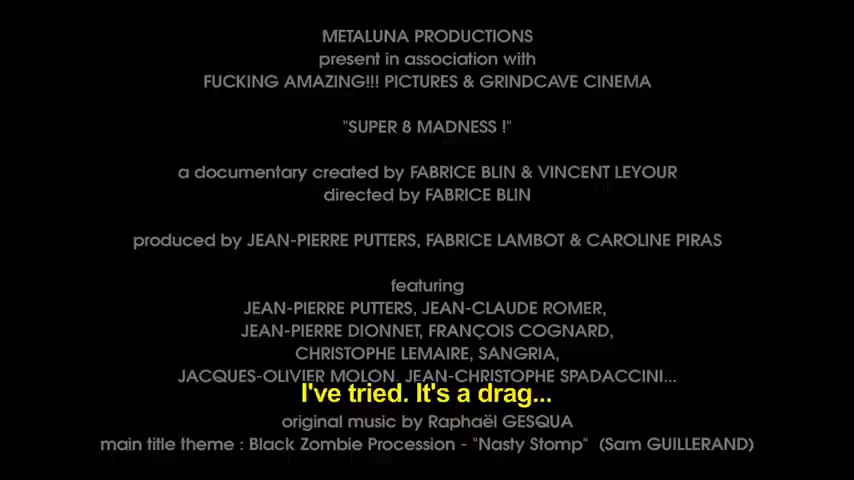 METALUNA PRODUCTIONS
present in association with
FUCKING AMAZING!!! PICTURES & GRINDCAVE CINEMA
"SUPER 8 MADNESS !"
a documentary created by FABRICE BLIN & VINCENT LEYOUR
directed by FABRICE BLIN
produced by JEAN-PIERRE PUTTERS, FABRICE LAMBOT & CAROLINE PIRAS
featuring
JEAN-PIERRE PUTTERS, JEAN-CLAUDE ROMER,
JEAN-PIERRE DIONNET, FRANÇOIS COGNARD,
CHRISTOPHE LEMAIRE, SANGRIA,
JACQUES-OLIVIER MOLON, JEAN-CHRISTOPHE SPADACCINI...
I've tried. It's a drag...
original music by Raphaël GESQUA
main title theme : Black Zombie Procession - "Nasty Stomp" (Sam GUILLERAND)